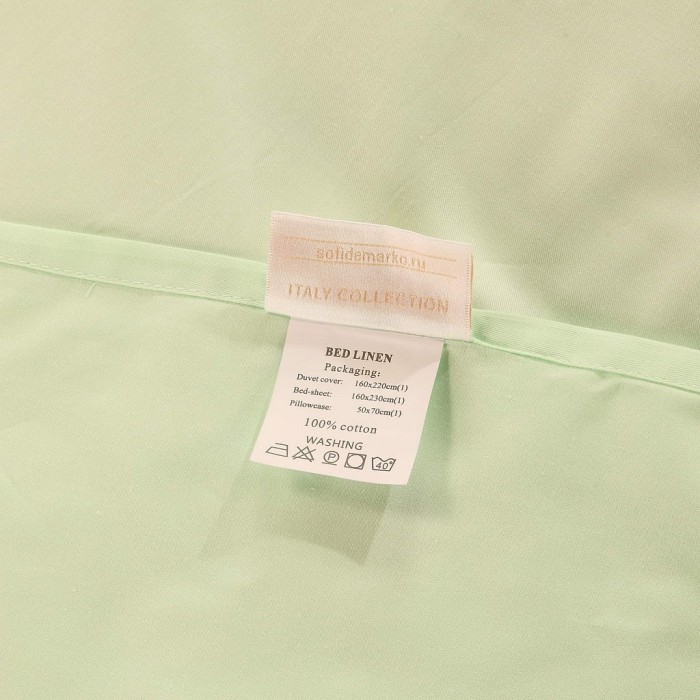 sofidemarko.ru
ITALY COLLECTION
BED LINEN
Packaging:
Duvet cover: 160x220cm(1)
Bed-sheet: 160x230cm(1)
Pillowcase: 50x70cm(1)
100% cotton
WASHING
P 40°